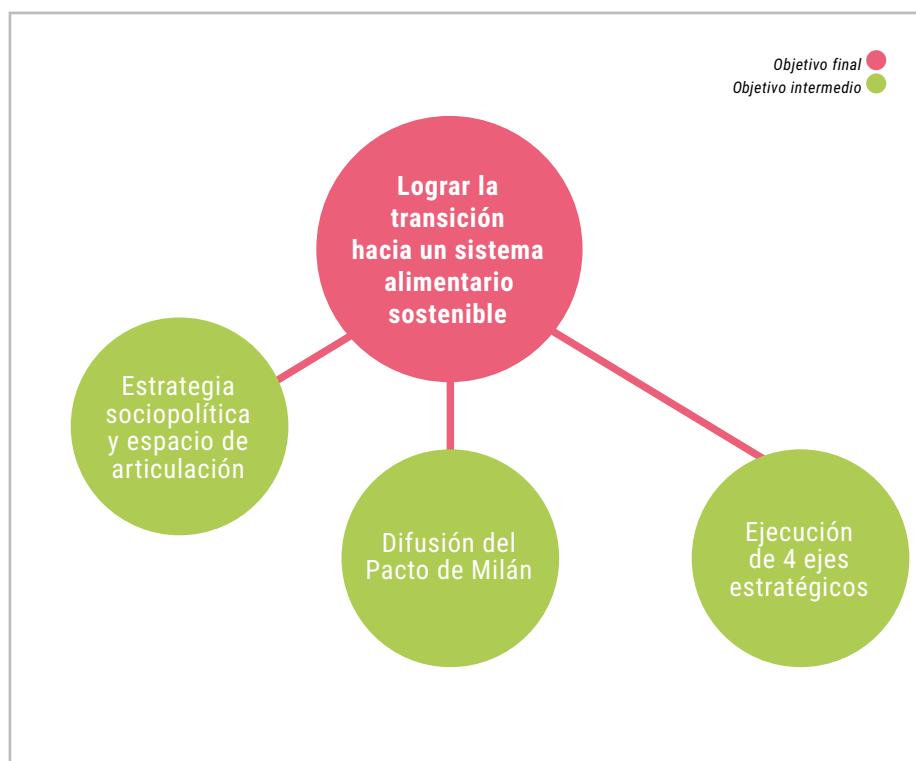 Objetivo final
Objetivo intermedio
Lograr la
transición
hacia un sistema
alimentario
sostenible
Estrategia
sociopolítica
y espacio de
articulación
Difusión del
Pacto de Milán
Ejecución
de 4 ejes
estratégicos